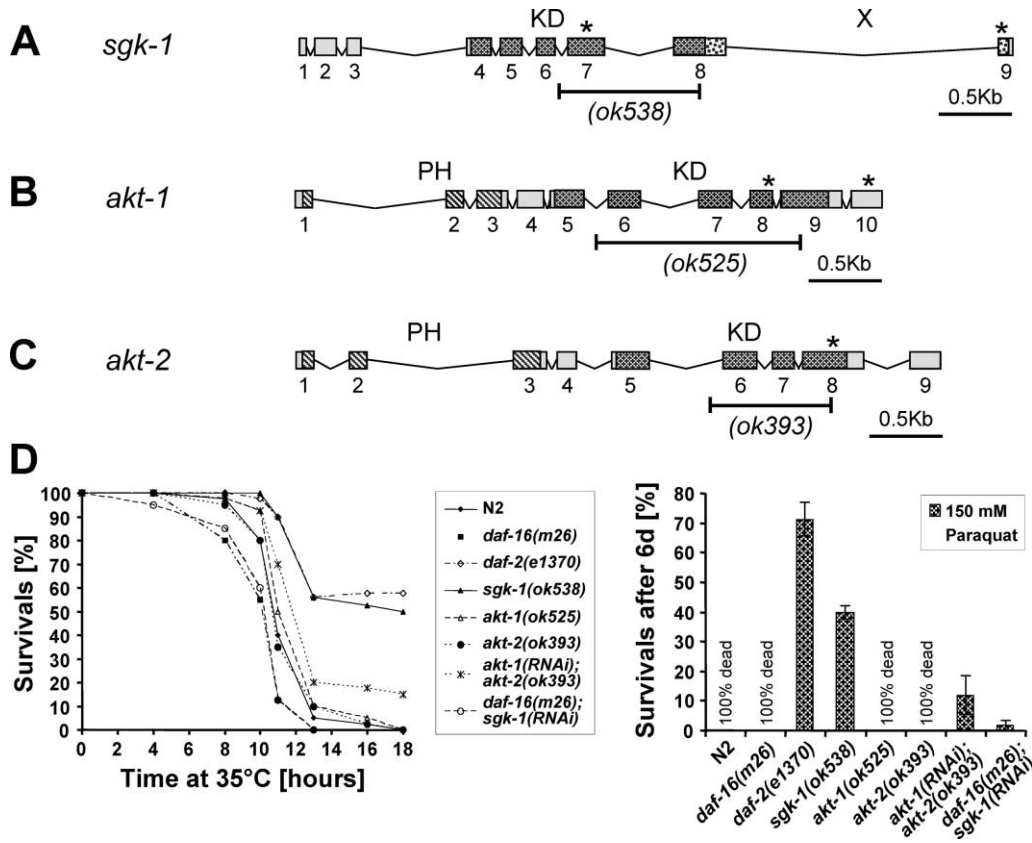 A
sgk-1
KD
*
X
*
1 2 3 4 5 6 7 8 9
(ok538)
0.5Kb
B
akt-1
PH
KD
*
*
1 2 3 4 5 6 7 8 9 10
(ok525)
0.5Kb
C
akt-2
PH
KD
*
1 2 3 4 5 6 7 8 9
(ok393)
0.5Kb
D
Survivals [%]
100
90
80
70
60
50
40
30
20
10
0
0 2 4 6 8 10 12 14 16 18
Time at 35°C [hours]
N2
daf-16(m26)
daf-2(e1370)
sgk-1(ok538)
akt-1(ok525)
akt-2(ok393)
akt-1(RNAi);
akt-2(ok393)
daf-16(m26);
sgk-1(RNAi)
Survivals after 6d [%]
80
70
60
50
40
30
20
10
0
150 mM
Paraquat
100% dead
100% dead
100% dead
100% dead
N2
daf-16(m26)
daf-2(e1370)
sgk-1(ok538)
akt-1(ok525)
akt-2(ok393)
akt-1(RNAi);
akt-2(ok393)
daf-16(m26);
sgk-1(RNAi)